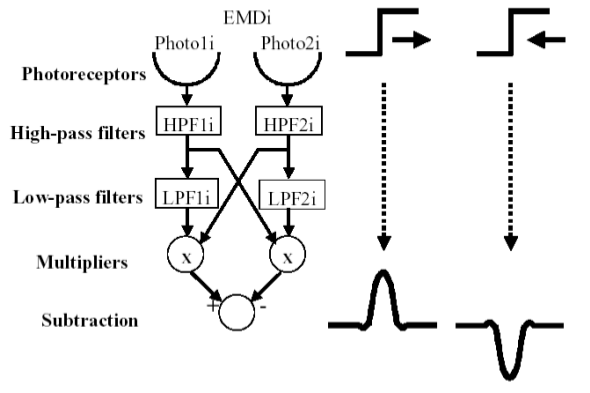 EMDi
Photo1i Photo2i
Photoreceptors
High-pass filters HPF1i HPF2i
Low-pass filters LPF1i LPF2i
Multipliers x x
Subtraction + -